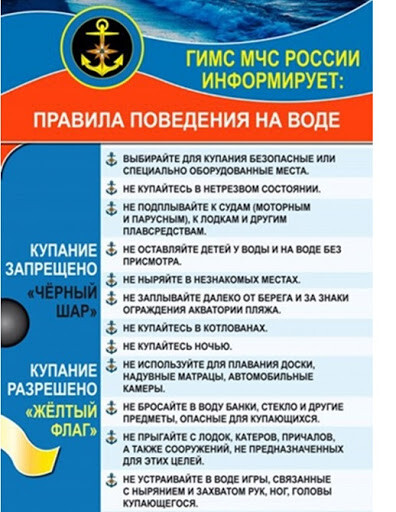 ГИМС МЧС РОССИИ
ИНФОРМИРУЕТ:
ПРАВИЛА ПОВЕДЕНИЯ НА ВОДЕ
КУПАНИЕ
ЗАПРЕЩЕНО
«ЧЁРНЫЙ
ШАР»
КУПАНИЕ
РАЗРЕШЕНО
«ЖЁЛТЫЙ
ФЛАГ»
ВЫБИРАЙТЕ ДЛЯ КУПАНИЯ БЕЗОПАСНЫЕ ИЛИ
СПЕЦИАЛЬНО ОБОРУДОВАННЫЕ МЕСТА.
НЕ КУПАЙТЕСЬ В НЕТРЕЗВОМ СОСТОЯНИИ.
НЕ ПОДПЛЫВАЙТЕ К СУДАМ (МОТОРНЫМ
И ПАРУСНЫМ), К ЛОДКАМ И ДРУГИМ
ПЛАВСРЕДСТВАМ.
НЕ ОСТАВЛЯЙТЕ ДЕТЕЙ У ВОДЫ И НА ВОДЕ БЕЗ
ПРИСМОТРА.
НЕ НЫРЯЙТЕ В НЕЗНАКОМЫХ МЕСТАХ.
НЕ ЗАПЛЫВАЙТЕ ДАЛЕКО ОТ БЕРЕГА И ЗА ЗНАКИ
ОГРАЖДЕНИЯ АКВАТОРИИ ПЛЯЖА.
НЕ КУПАЙТЕСЬ В КОТЛОВАНАХ.
НЕ КУПАЙТЕСЬ НОЧЬЮ.
НЕ ИСПОЛЬЗУЙТЕ ДЛЯ ПЛАВАНИЯ ДОСКИ,
НАДУВНЫЕ МАТРАЦЫ, АВТОМОБИЛЬНЫЕ
КАМЕРЫ.
НЕ БРОСАЙТЕ В ВОДУ БАНКИ, СТЕКЛО И ДРУГИЕ
ПРЕДМЕТЫ, ОПАСНЫЕ ДЛЯ КУПАЮЩИХСЯ.
НЕ ПРЫГАЙТЕ С ЛОДОК, КАТЕРОВ, ПРИЧАЛОВ,
А ТАКЖЕ СООРУЖЕНИЙ, НЕ ПРЕДНАЗНАЧЕННЫХ
ДЛЯ ЭТИХ ЦЕЛЕЙ.
НЕ УСТРАИВАЙТЕ В ВОДЕ ИГРЫ, СВЯЗАННЫЕ
С НЫРЯНИЕМ И ЗАХВАТОМ РУК, НОГ, ГОЛОВЫ
КУПАЮЩЕГОСЯ.